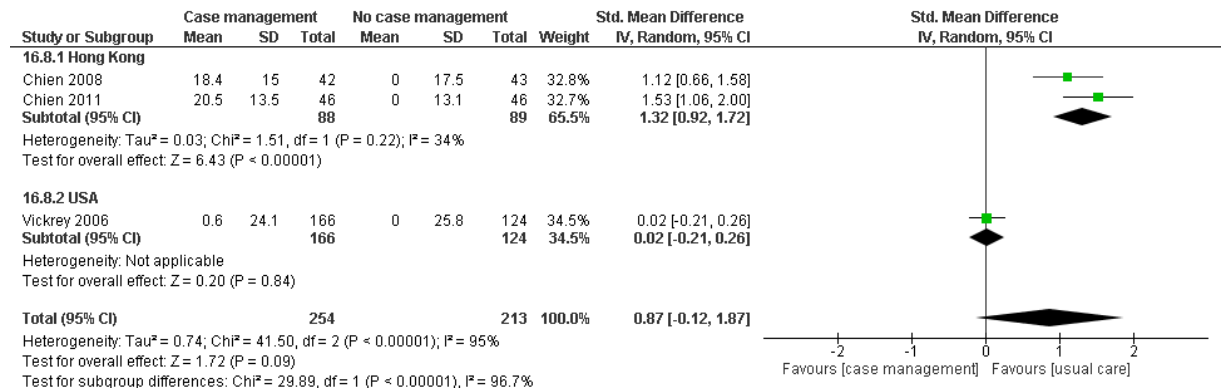 Case management No case management Std. Mean Difference Std. Mean Difference
Study or Subgroup Mean SD Total Mean SD Total Weight IV, Random, 95% CI IV, Random, 95% CI
16.8.1 Hong Kong
Chien 2008 18.4 15 42 0 17.5 43 32.8% 1.12 [0.66, 1.58]
Chien 2011 20.5 13.5 46 0 13.1 46 32.7% 1.53 [1.06, 2.00]
Subtotal (95% CI) 88 89 65.5% 1.32 [0.92, 1.72]
Heterogeneity: Tau² = 0.03; Chi² = 1.51, df = 1 (P = 0.22); I² = 34%
Test for overall effect: Z = 6.43 (P < 0.00001)
16.8.2 USA
Vickrey 2006 0.6 24.1 166 0 25.8 124 34.5% 0.02 [-0.21, 0.26]
Subtotal (95% CI) 166 124 34.5% 0.02 [-0.21, 0.26]
Heterogeneity: Not applicable
Test for overall effect: Z = 0.20 (P = 0.84)
Total (95% CI) 254 213 100.0% 0.87 [-0.12, 1.87]
Heterogeneity: Tau² = 0.74; Chi² = 41.50, df = 2 (P < 0.00001); I² = 95%
Test for overall effect: Z = 1.72 (P = 0.09)
Test for subgroup differences: Chi² = 29.89, df = 1 (P < 0.00001), I² = 96.7%
-2 -1 0 1 2
Favours [case management] Favours [usual care]